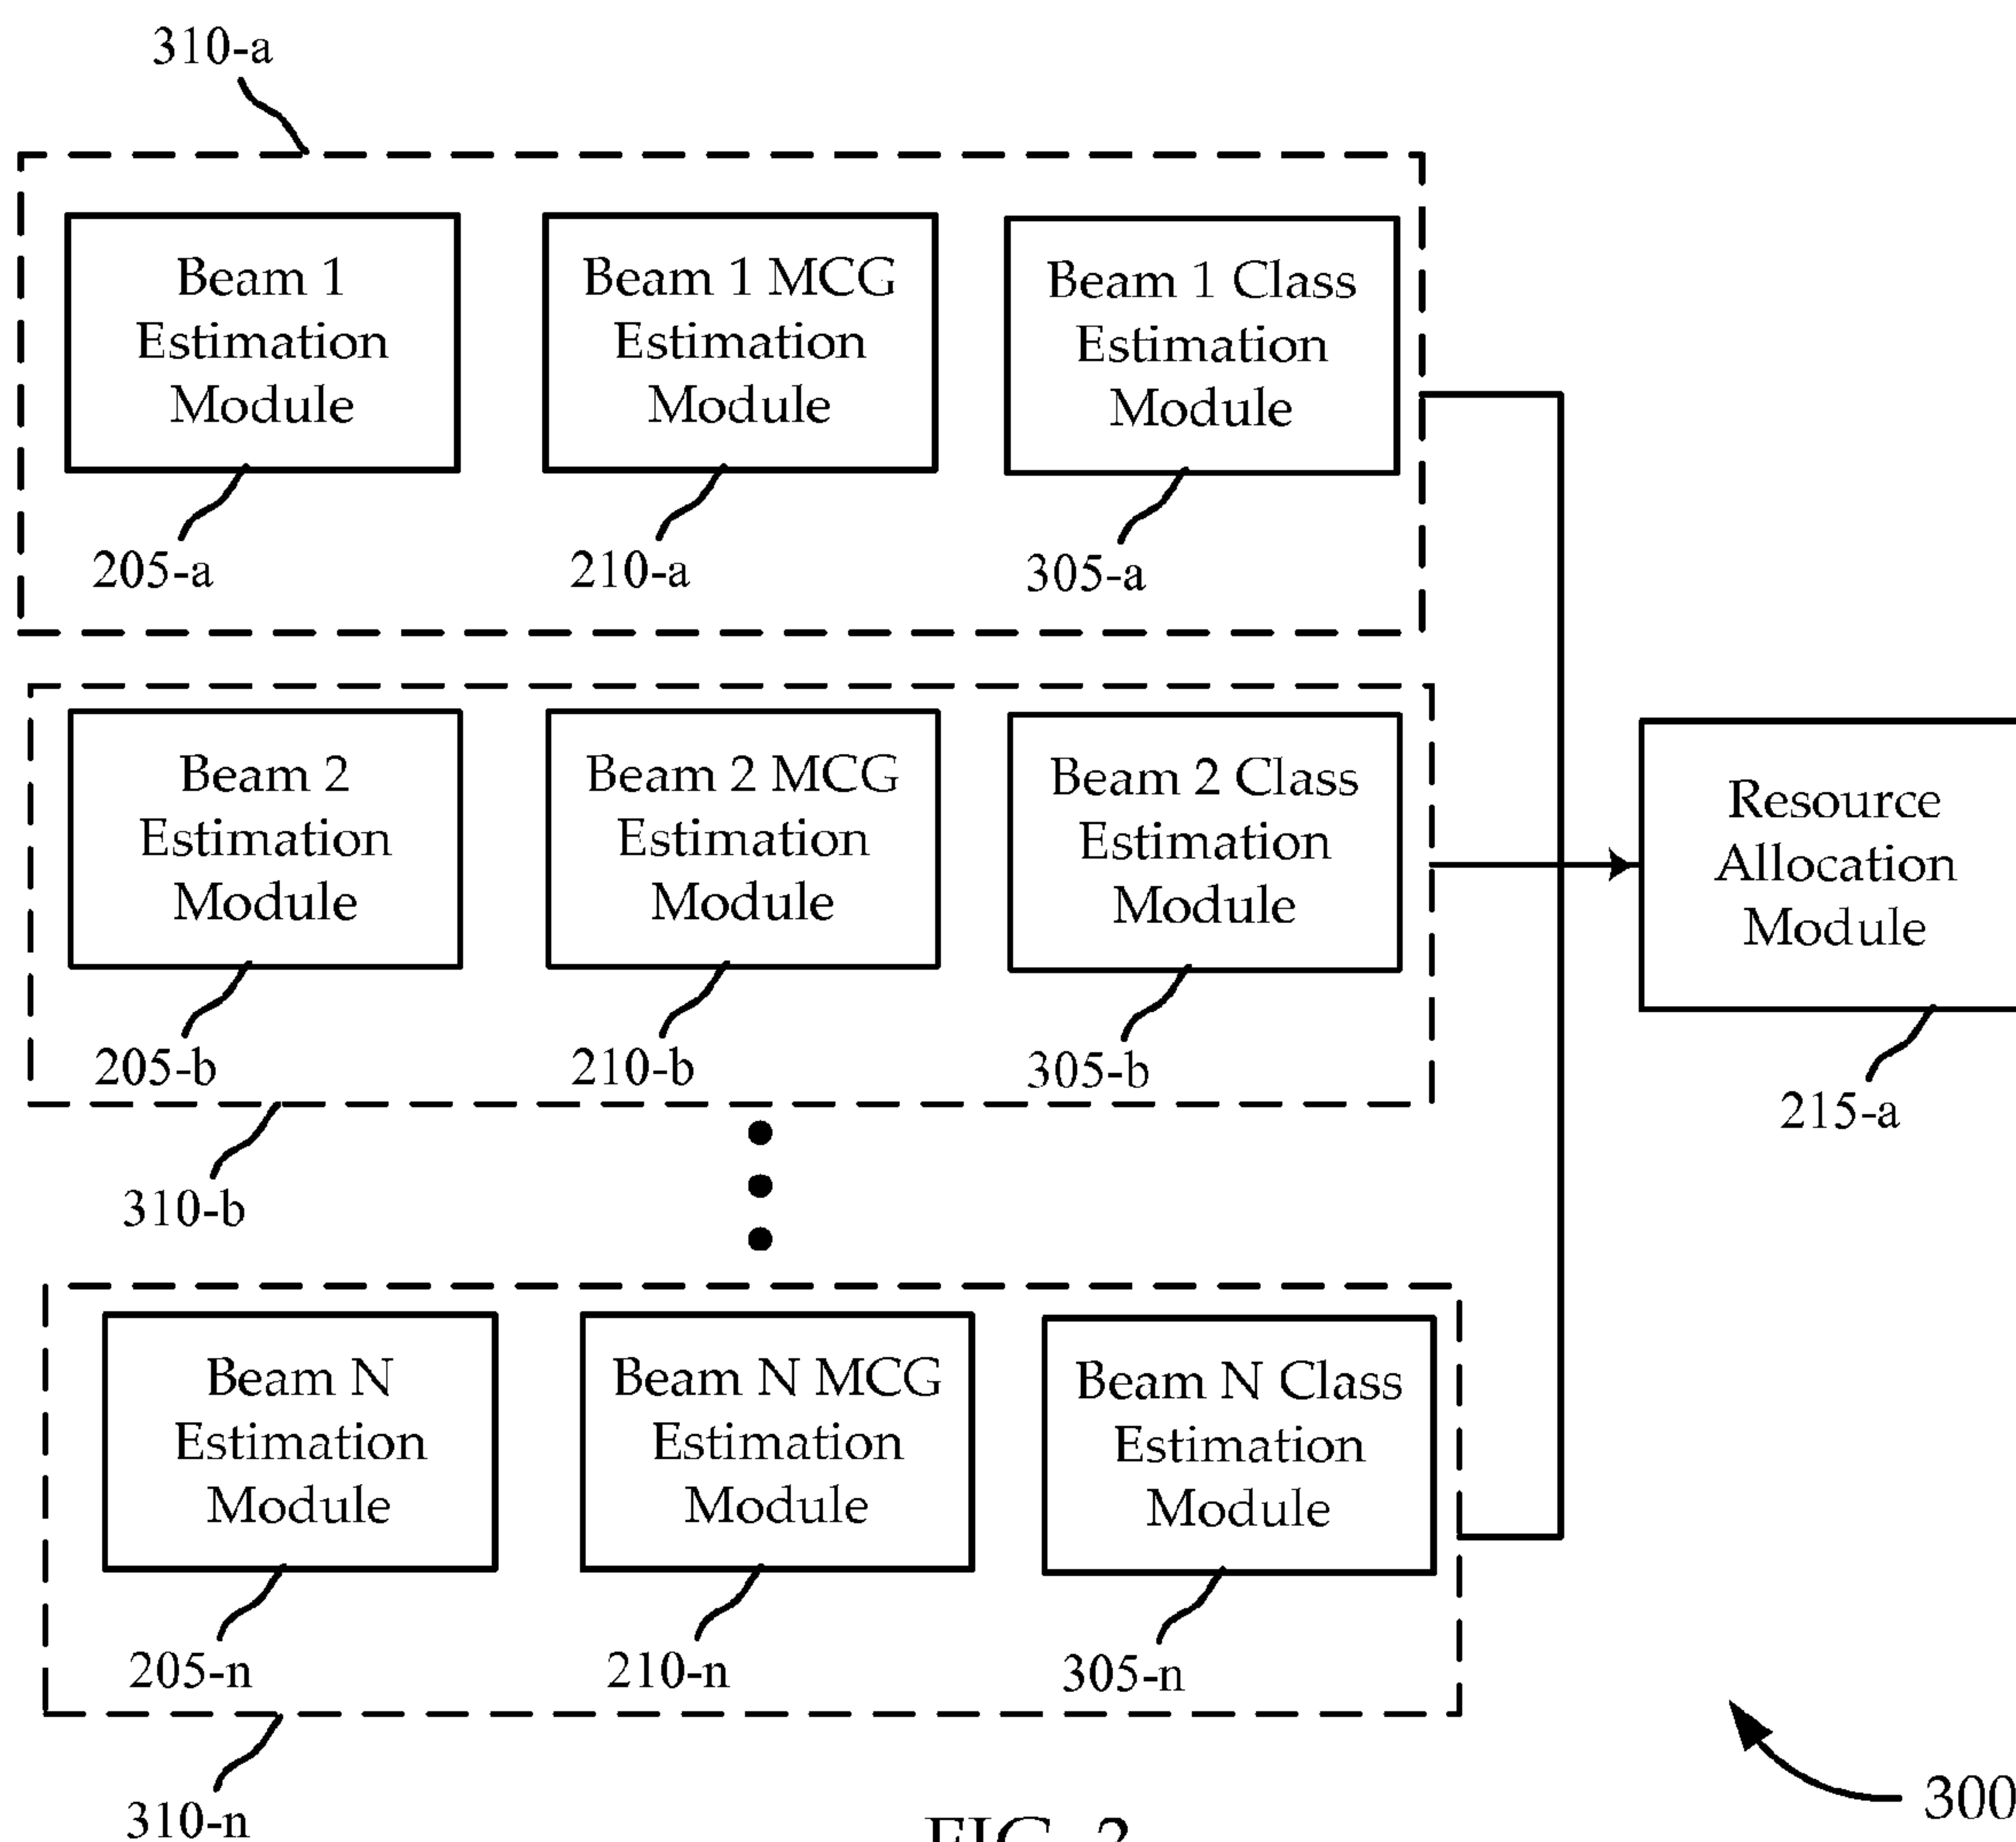 310-a
Beam 1
Estimation
Module
Beam 1 MCG
Estimation
Module
Beam 1 Class
Estimation
Module
205-a
210-a
305-a
Beam 2
Estimation
Module
Beam 2 MCG
Estimation
Module
Beam 2 Class
Estimation
Module
Resource
Allocation
Module
205-b
210-b
305-b
215-a
310-b
Beam N
Estimation
Module
Beam N MCG
Estimation
Module
Beam N Class
Estimation
Module
205-n
210-n
305-n
310-n
300
FIG.